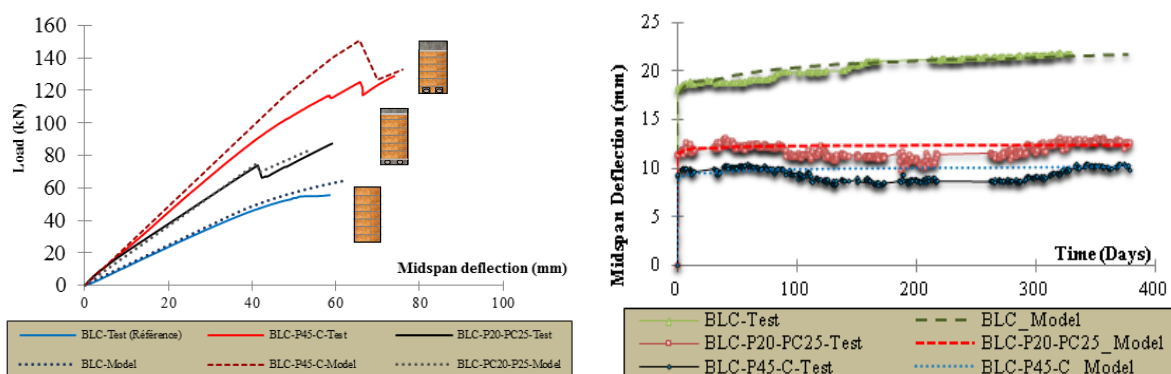 Load (kN)
160
140
120
100
80
60
40
20
0
0 20 40 60 80 100
Midspan deflection (mm)
BLC-Test (Référence) BLC-P45-C-Test BLC-P20-PC25-Test
BLC-Model BLC-P45-C-Model BLC-PC20-P25-Model
Midspan Deflection (mm)
25
20
15
10
5
0
0 100 200 300 400
Time (Days)
BLC-Test BLC_Model
BLC-P20-PC25-Test BLC-P20-PC25_Model
BLC-P45-C-Test BLC-P45-C_Model